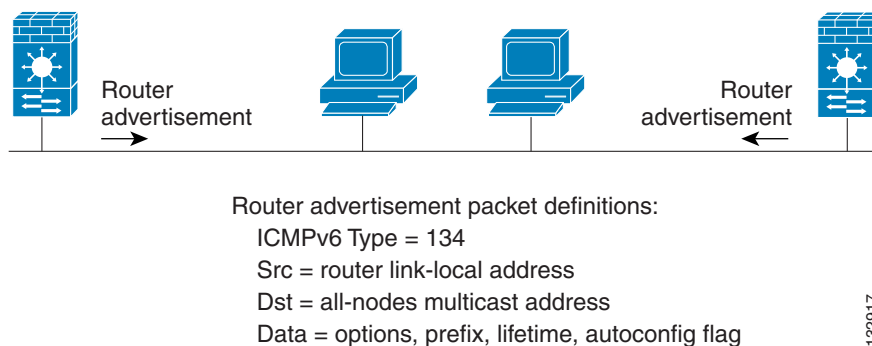 Router
advertisement
Router
advertisement
Router advertisement packet definitions:
ICMPv6 Type = 134
Src = router link-local address
Dst = all-nodes multicast address
Data = options, prefix, lifetime, autoconfig flag